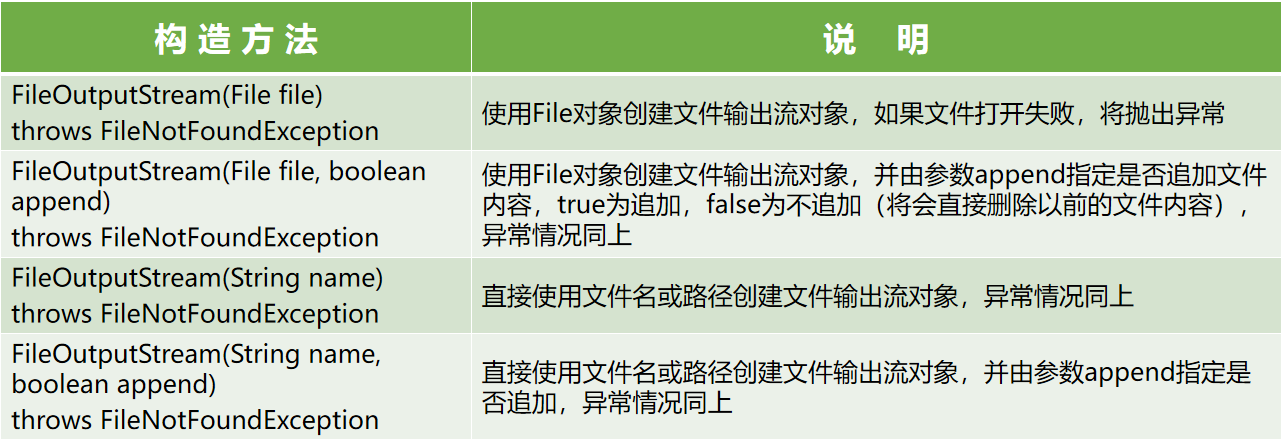 构 造 方 法
说 明
FileOutputStream(File file)
throws FileNotFoundException
使用File对象创建文件输出流对象，如果文件打开失败，将抛出异常
FileOutputStream(File file, boolean
append)
throws FileNotFoundException
使用File对象创建文件输出流对象，并由参数append指定是否追加文件
内容，true为追加，false为不追加（将会直接删除以前的文件内容），
异常情况同上
FileOutputStream(String name)
throws FileNotFoundException
直接使用文件名或路径创建文件输出流对象，异常情况同上
FileOutputStream(String name,
boolean append)
throws FileNotFoundException
直接使用文件名或路径创建文件输出流对象，并由参数append指定是
否追加，异常情况同上